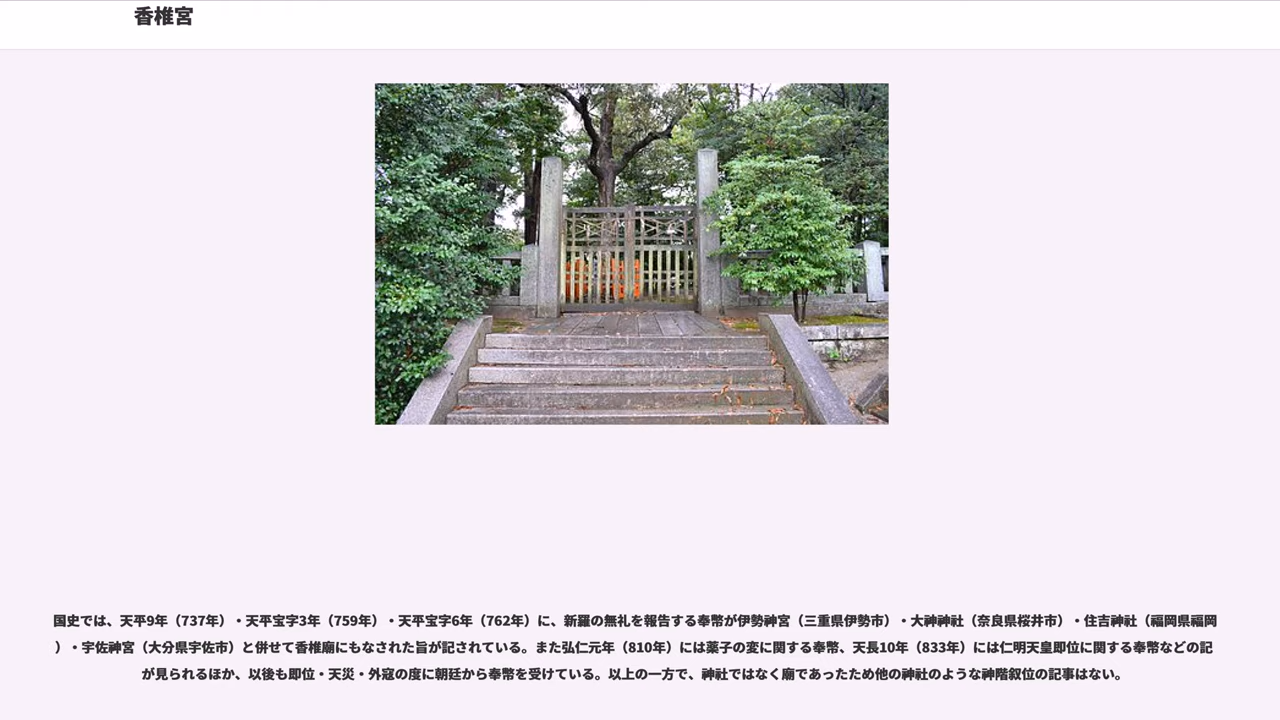 香椎宮
国史では、天平9年（737年）・天平宝字3年（759年）・天平宝字6年（762年）に、新羅の無礼を報告する奉幣が伊勢神宮（三重県伊勢市）・大神神社（奈良県桜井市）・住吉神社（福岡県福岡
）・宇佐神宮（大分県宇佐市）と併せて香椎廟にもなされた旨が記されている。また弘仁元年（810年）には薬子の変に関する奉幣、天長10年（833年）には仁明天皇即位に関する奉幣などの記
が見られるほか、以後も即位・天災・外寇の度に朝廷から奉幣を受けている。以上の一方で、神社ではなく廟であったため他の神社のような神階叙位の記事はない。